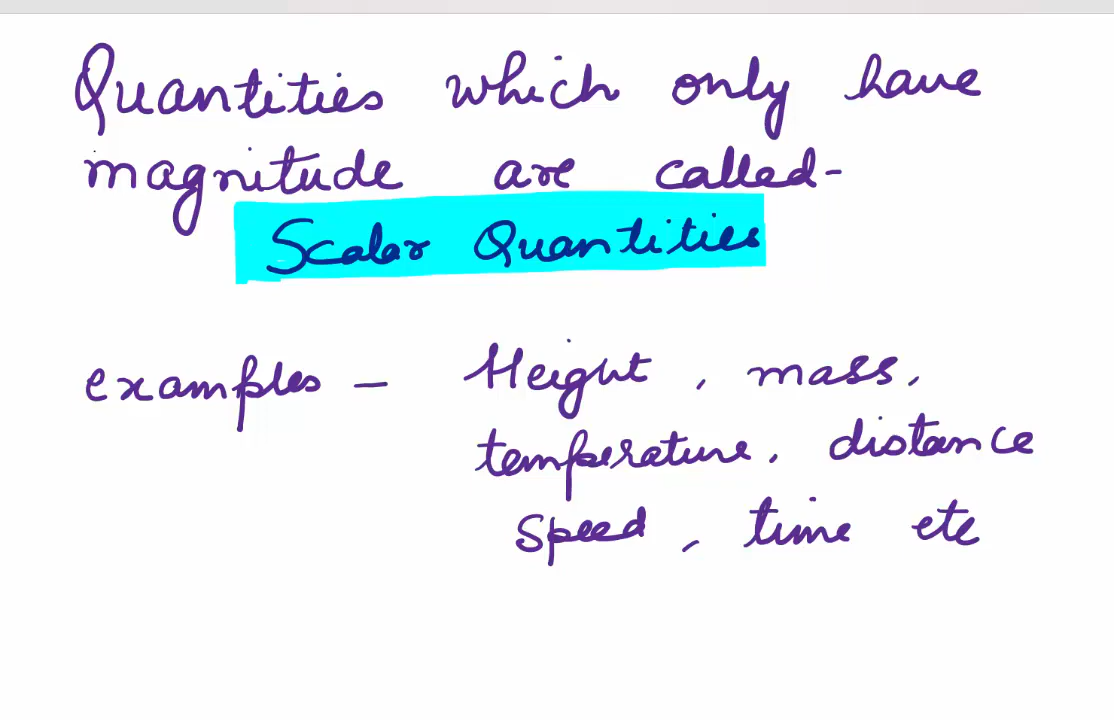 Quantities which only have
magnitude are called-
Scalar Quantities
examples - Height, mass,
temperature, distance
Speed, time etc